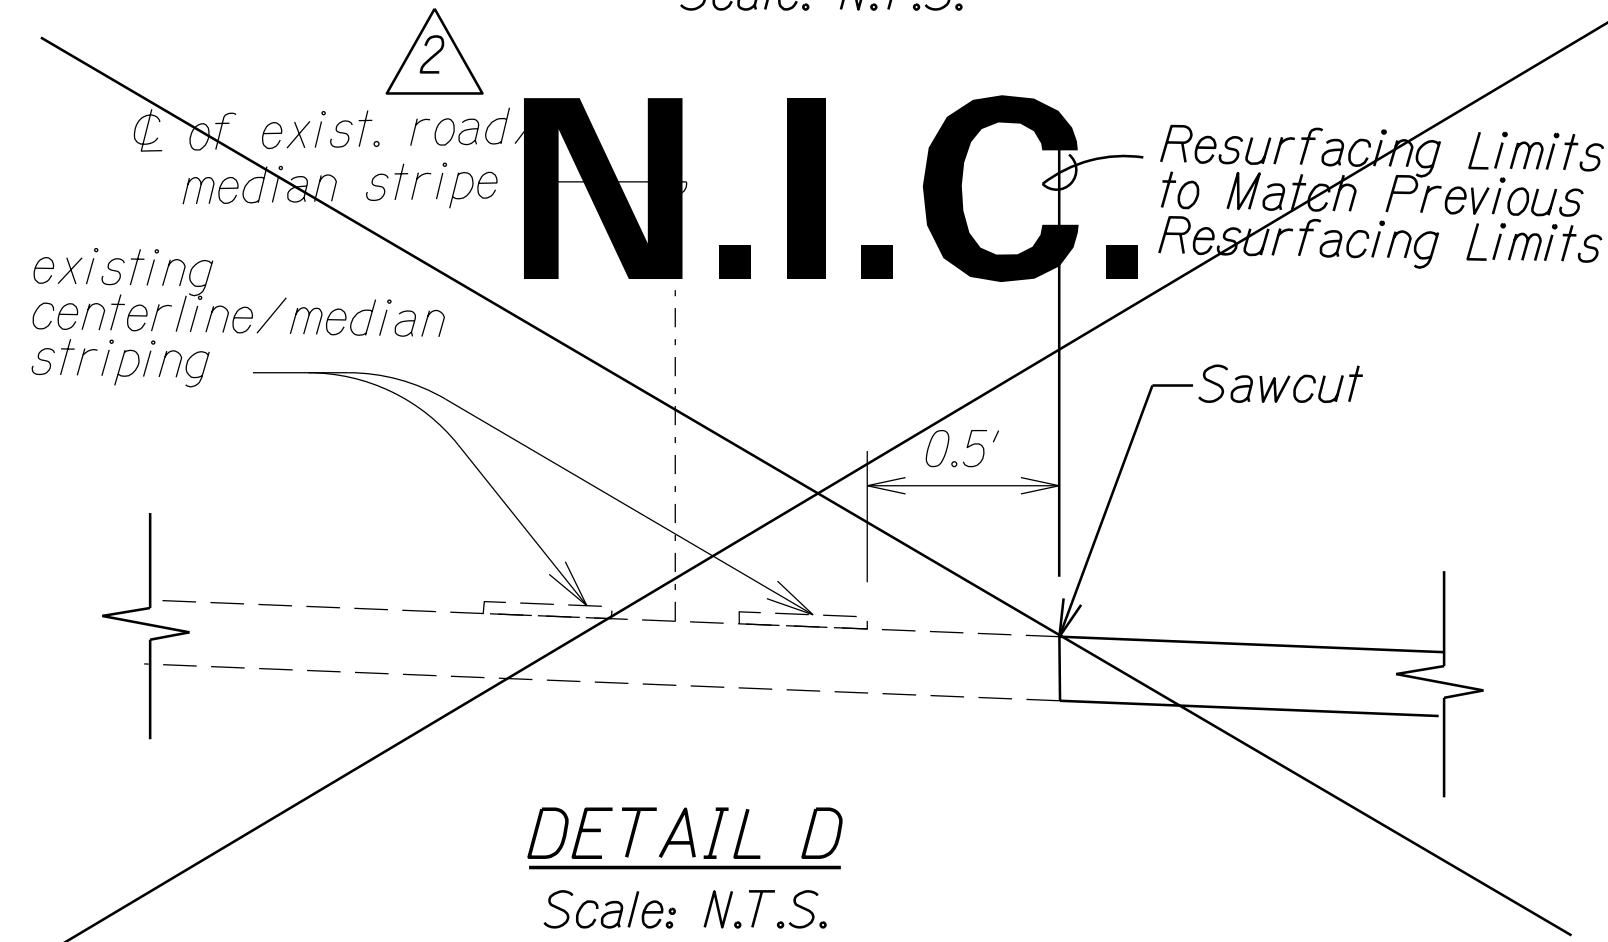 Scale: N.T.S.
2
N.I.C.
℄ of exist. road/
median stripe
Resurfacing Limits
to Match Previous
Resurfacing Limits
existing
centerline/median
striping
Sawcut
0.5'
DETAIL D
Scale: N.T.S.